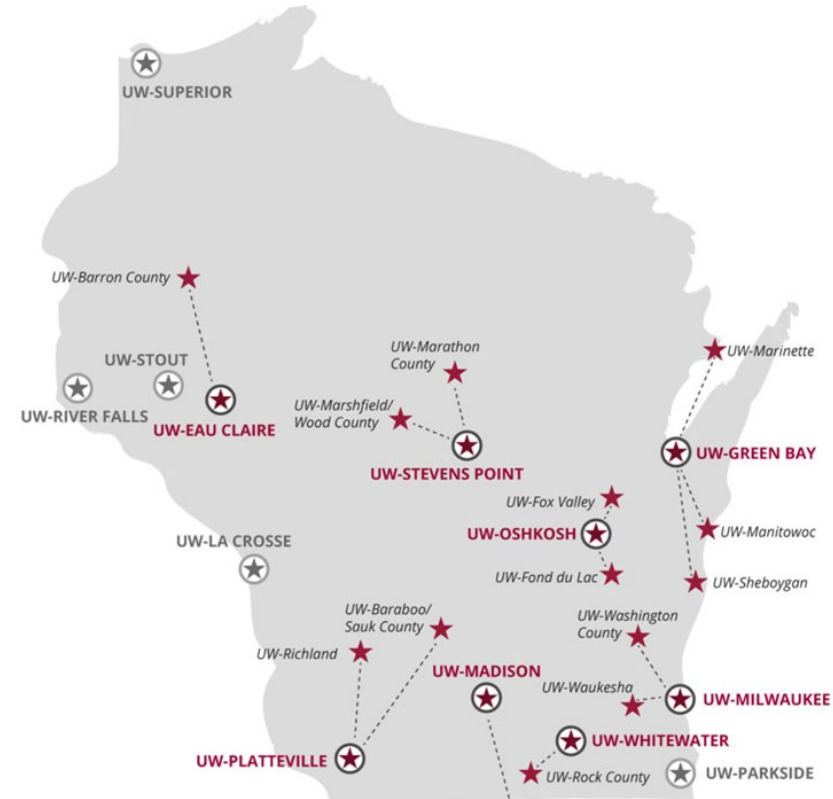 UW-SUPERIOR
UW-Barron County
UW-STOUT
UW-RIVER FALLS
UW-EAU CLAIRE
UW-Marathon
County
UW-Marshfield/
Wood County
UW-STEVENS POINT
UW-Marinette
UW-GREEN BAY
UW-Fox Valley
UW-OSHKOSH
UW-Fond du Lac
UW-Manitowoc
UW-Sheboygan
UW-LA CROSSE
UW-Baraboo/
Sauk County
UW-Richland
UW-PLATTEVILLE
UW-MADISON
UW-Washington
County
UW-Waukesha
UW-MILWAUKEE
UW-WHITEWATER
UW-Rock County
UW-PARKSIDE